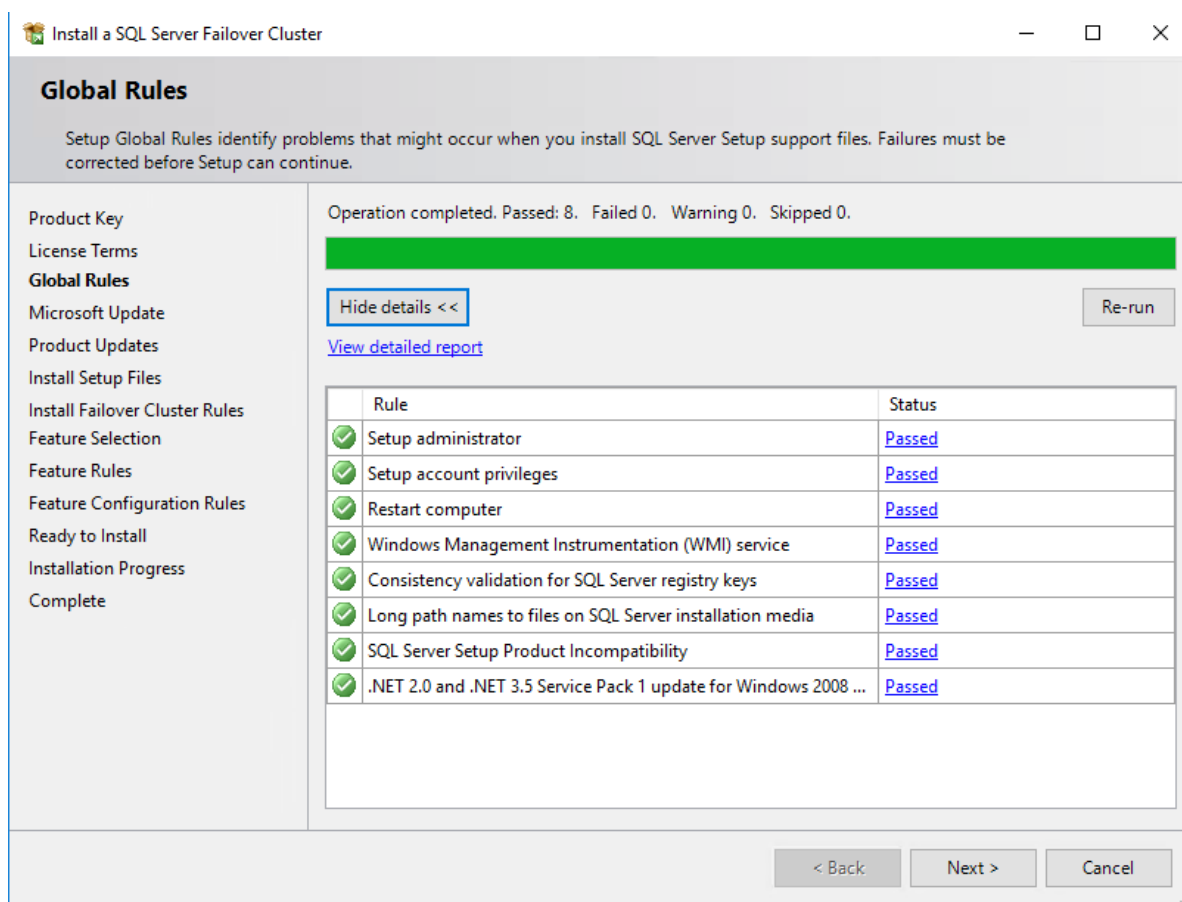 Install a SQL Server Failover Cluster
Global Rules
Setup Global Rules identify problems that might occur when you install SQL Server Setup support files. Failures must be
corrected before Setup can continue.
Product Key
License Terms
Global Rules
Microsoft Update
Product Updates
Install Setup Files
Install Failover Cluster Rules
Feature Selection
Feature Rules
Feature Configuration Rules
Ready to Install
Installation Progress
Complete
Operation completed. Passed: 8. Failed 0. Warning 0. Skipped 0.
Hide details <<
Re-run
View detailed report
Rule Status
Setup administrator Passed
Setup account privileges Passed
Restart computer Passed
Windows Management Instrumentation (WMI) service Passed
Consistency validation for SQL Server registry keys Passed
Long path names to files on SQL Server installation media Passed
SQL Server Setup Product Incompatibility Passed
.NET 2.0 and .NET 3.5 Service Pack 1 update for Windows 2008 ... Passed
< Back Next > Cancel